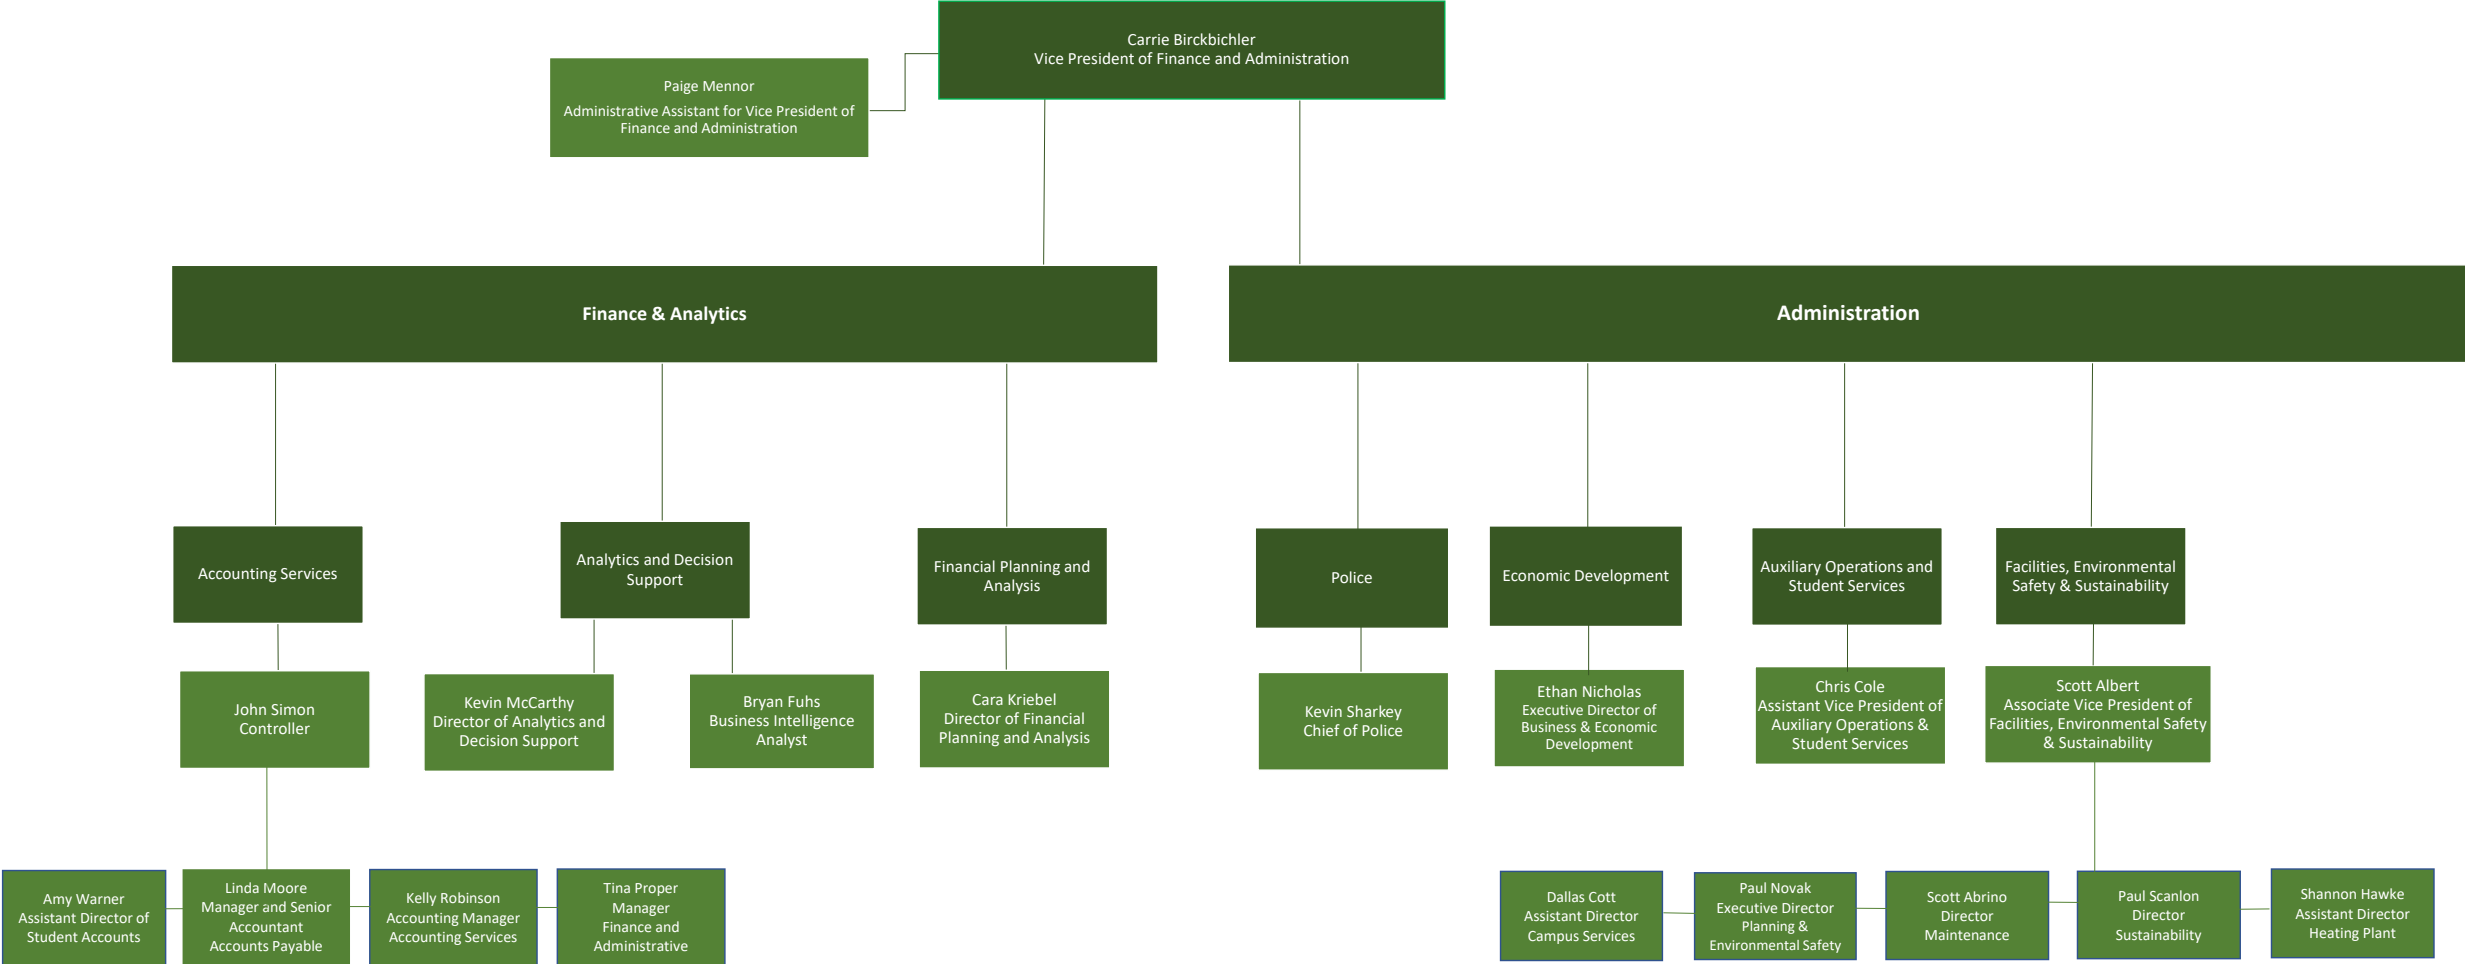 Carrie Birckbichler
Vice President of Finance and Administration
Paige Mennor
Administrative Assistant for Vice President of
Finance and Administration
Finance & Analytics
Administration
Accounting Services
Analytics and Decision
Support
Financial Planning and
Analysis
Police
Economic Development
Auxiliary Operations and
Student Services
Facilities, Environmental
Safety & Sustainability
John Simon
Controller
Kevin McCarthy
Director of Analytics and
Decision Support
Bryan Fuhs
Business Intelligence
Analyst
Cara Kriebel
Director of Financial
Planning and Analysis
Kevin Sharkey
Chief of Police
Ethan Nicholas
Executive Director of
Business & Economic
Development
Chris Cole
Assistant Vice President of
Auxiliary Operations &
Student Services
Scott Albert
Associate Vice President of
Facilities, Environmental Safety
& Sustainability
Amy Warner
Assistant Director of
Student Accounts
Linda Moore
Manager and Senior
Accountant
Accounts Payable
Kelly Robinson
Accounting Manager
Accounting Services
Tina Proper
Manager
Finance and
Administrative
Dallas Cott
Assistant Director
Campus Services
Paul Novak
Executive Director
Planning &
Environmental Safety
Scott Abrino
Director
Maintenance
Paul Scanlon
Director
Sustainability
Shannon Hawke
Assistant Director
Heating Plant